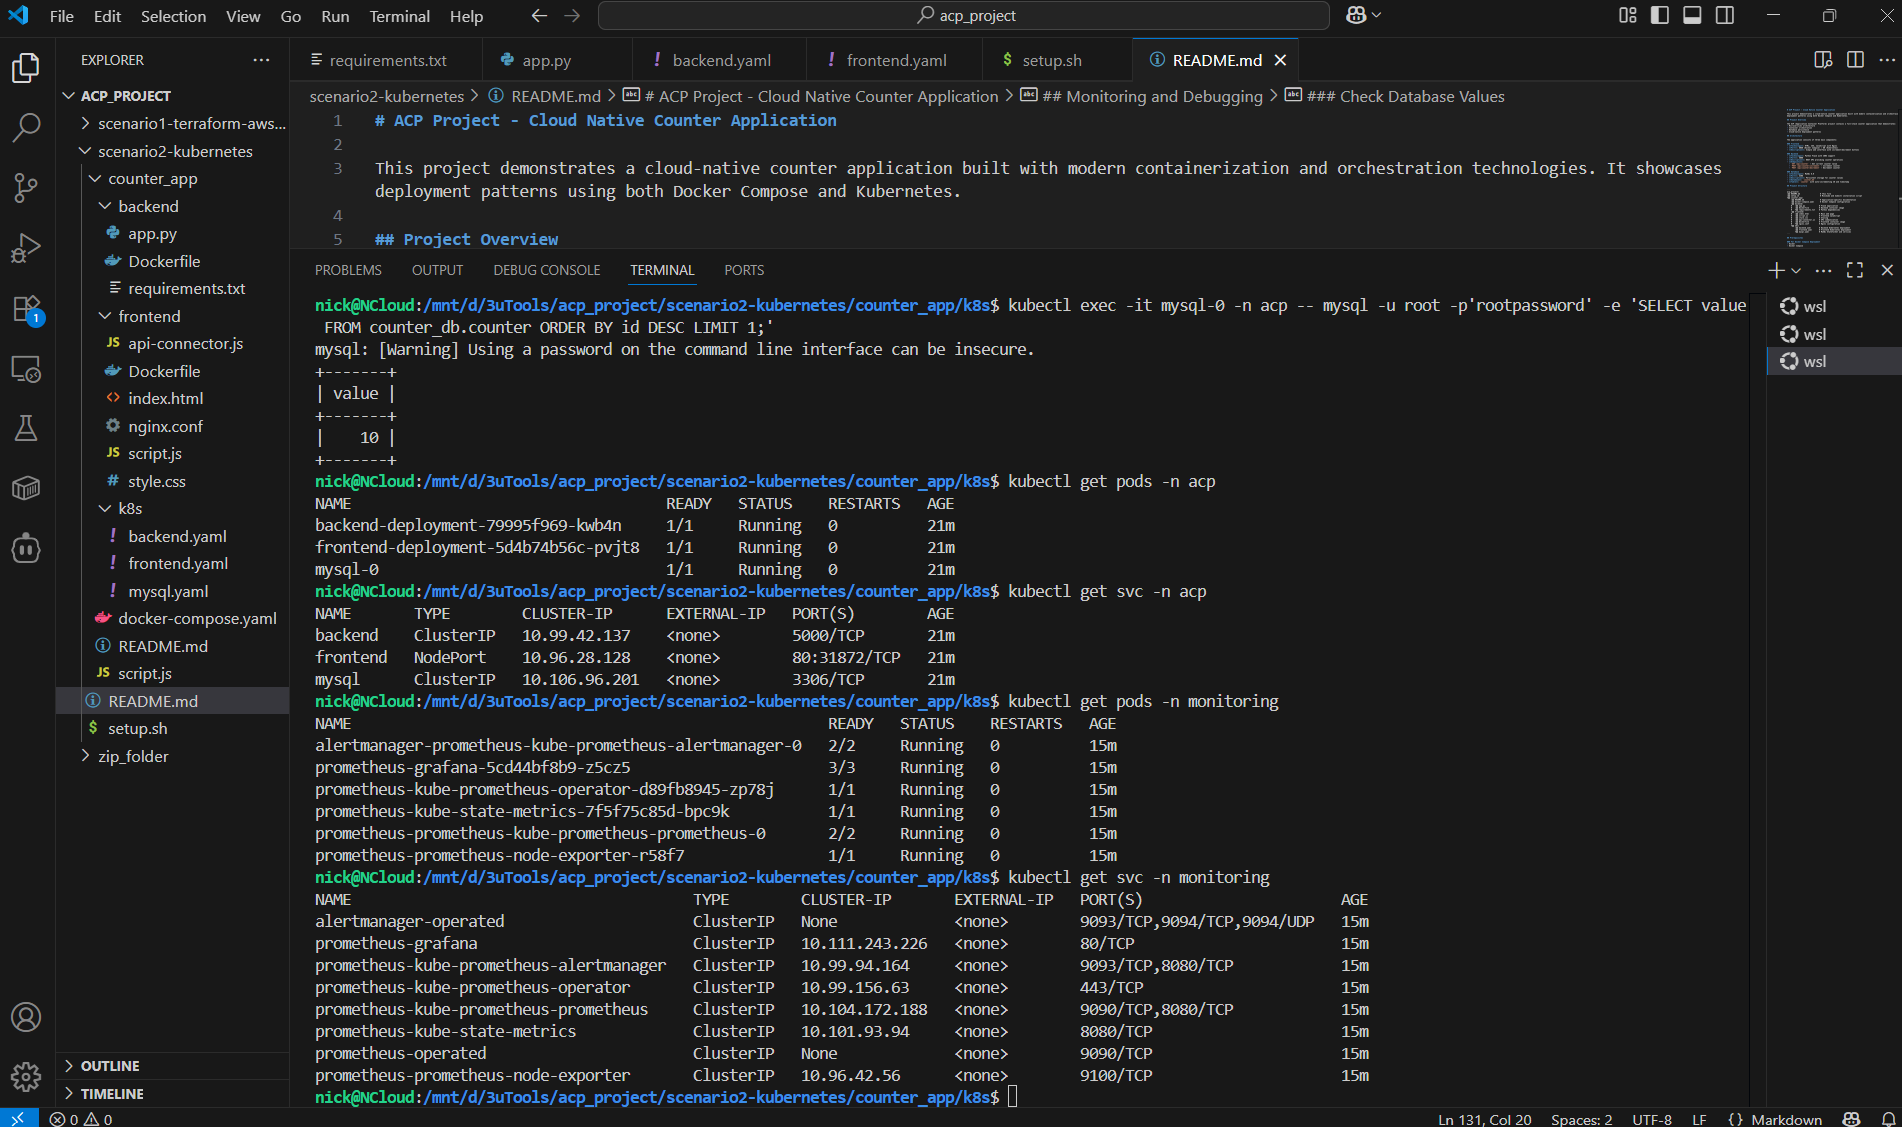 File Edit Selection View Go Run Terminal Help
acp_project
EXPLORER
ACP_PROJECT
scenario1-terraform-aws...
scenario2-kubernetes
counter_app
backend
app.py
Dockerfile
requirements.txt
frontend
JS api-connector.js
Dockerfile
<> index.html
nginx.conf
JS script.js
# style.css
k8s
! backend.yaml
! frontend.yaml
! mysql.yaml
docker-compose.yaml
README.md
JS script.js
README.md
$ setup.sh
zip_folder
OUTLINE
TIMELINE
requirements.txt app.py ! backend.yaml ! frontend.yaml $ setup.sh README.md
scenario2-kubernetes > README.md > # ACP Project - Cloud Native Counter Application > ## Monitoring and Debugging > ### Check Database Values
1 # ACP Project - Cloud Native Counter Application
2
3 This project demonstrates a cloud-native counter application built with modern containerization and orchestration technologies. It showcases
deployment patterns using both Docker Compose and Kubernetes.
4
5 ## Project Overview
PROBLEMS OUTPUT DEBUG CONSOLE TERMINAL PORTS
nick@NCloud:/mnt/d/3uTools/acp_project/scenario2-kubernetes/counter_app/k8s$ kubectl exec -it mysql-0 -n acp -- mysql -u root -p'rootpassword' -e 'SELECT value
FROM counter_db.counter ORDER BY id DESC LIMIT 1;'
mysql: [Warning] Using a password on the command line interface can be insecure.
+-------+
| value |
+-------+
| 10 |
+-------+
nick@NCloud:/mnt/d/3uTools/acp_project/scenario2-kubernetes/counter_app/k8s$ kubectl get pods -n acp
NAME READY STATUS RESTARTS AGE
backend-deployment-79995f969-kwb4n 1/1 Running 0 21m
frontend-deployment-5d4b74b56c-pvjt8 1/1 Running 0 21m
mysql-0 1/1 Running 0 21m
nick@NCloud:/mnt/d/3uTools/acp_project/scenario2-kubernetes/counter_app/k8s$ kubectl get svc -n acp
NAME TYPE CLUSTER-IP EXTERNAL-IP PORT(S) AGE
backend ClusterIP 10.99.42.137 <none> 5000/TCP 21m
frontend NodePort 10.96.28.128 <none> 80:31872/TCP 21m
mysql ClusterIP 10.106.96.201 <none> 3306/TCP 21m
nick@NCloud:/mnt/d/3uTools/acp_project/scenario2-kubernetes/counter_app/k8s$ kubectl get pods -n monitoring
NAME READY STATUS RESTARTS AGE
alertmanager-prometheus-kube-prometheus-alertmanager-0 2/2 Running 0 15m
prometheus-grafana-5cd44bf8b9-z5cz5 3/3 Running 0 15m
prometheus-kube-prometheus-operator-d89fb8945-zp78j 1/1 Running 0 15m
prometheus-kube-state-metrics-7f5f75c85d-bpc9k 1/1 Running 0 15m
prometheus-prometheus-kube-prometheus-prometheus-0 2/2 Running 0 15m
prometheus-prometheus-node-exporter-r58f7 1/1 Running 0 15m
nick@NCloud:/mnt/d/3uTools/acp_project/scenario2-kubernetes/counter_app/k8s$ kubectl get svc -n monitoring
NAME TYPE CLUSTER-IP EXTERNAL-IP PORT(S) AGE
alertmanager-operated ClusterIP None <none> 9093/TCP,9094/TCP,9094/UDP 15m
prometheus-grafana ClusterIP 10.111.243.226 <none> 80/TCP 15m
prometheus-kube-prometheus-alertmanager ClusterIP 10.99.94.164 <none> 9093/TCP,8080/TCP 15m
prometheus-kube-prometheus-operator ClusterIP 10.99.156.63 <none> 443/TCP 15m
prometheus-kube-prometheus-prometheus ClusterIP 10.104.172.188 <none> 9090/TCP,8080/TCP 15m
prometheus-kube-state-metrics ClusterIP 10.101.93.94 <none> 8080/TCP 15m
prometheus-operated ClusterIP None <none> 9090/TCP 15m
prometheus-prometheus-node-exporter ClusterIP 10.96.42.56 <none> 9100/TCP 15m
nick@NCloud:/mnt/d/3uTools/acp_project/scenario2-kubernetes/counter_app/k8s$
wsl
wsl
wsl
1
0 0 Ln 131, Col 20 Spaces: 2 UTF-8 LF {} Markdown